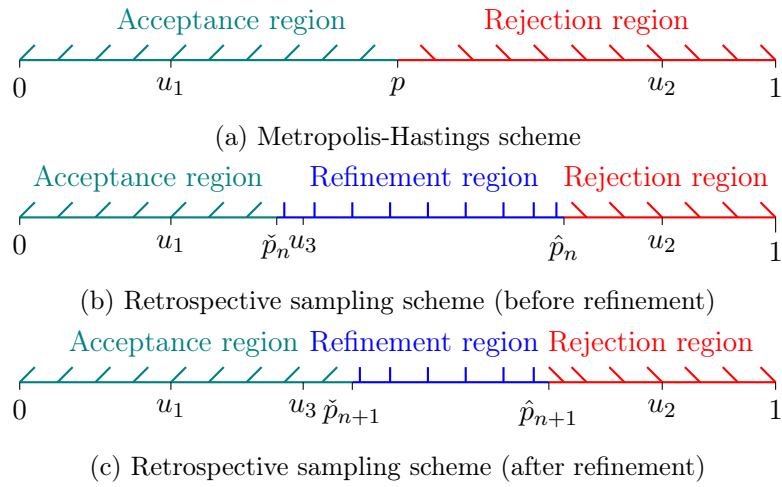 Acceptance region Rejection region
0 u₁ p u₂ 1
(a) Metropolis-Hastings scheme
Acceptance region Refinement region Rejection region
0 u₁ p̌ₙ u₃ p̂ₙ u₂ 1
(b) Retrospective sampling scheme (before refinement)
Acceptance region Refinement region Rejection region
0 u₁ u₃ p̌ₙ₊₁ p̂ₙ₊₁ u₂ 1
(c) Retrospective sampling scheme (after refinement)